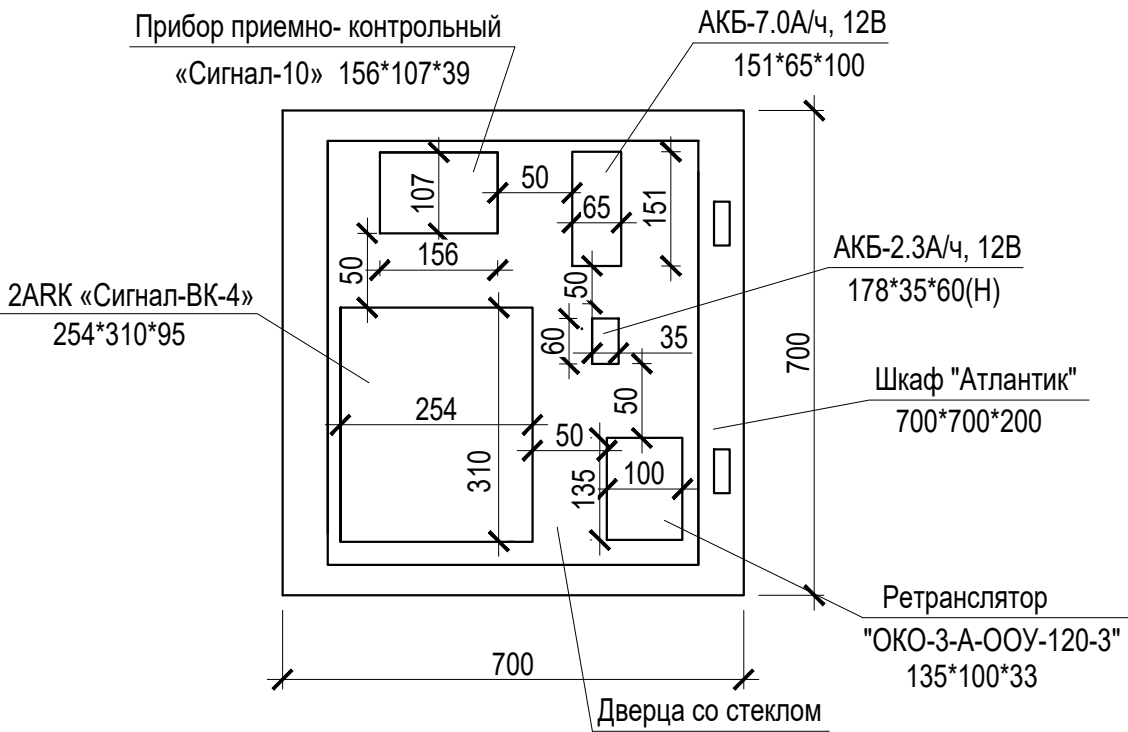 Прибор приемно- контрольный
«Сигнал-10» 156*107*39
АКБ-7.0А/ч, 12В
151*65*100
107
50
65
151
50
156
50
АКБ-2.3А/ч, 12В
178*35*60(Н)
2ARK «Сигнал-ВК-4»
254*310*95
60
35
700
Шкаф "Атлантик"
700*700*200
254
50
50
310
135
100
Ретранслятор
"ОКО-3-А-ООУ-120-3"
135*100*33
700
Дверца со стеклом